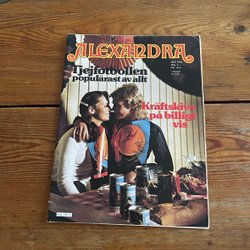 ALEXANDRA
Tjejfotbollen
populärast av allt
Kräftskiva
på billigt
vis